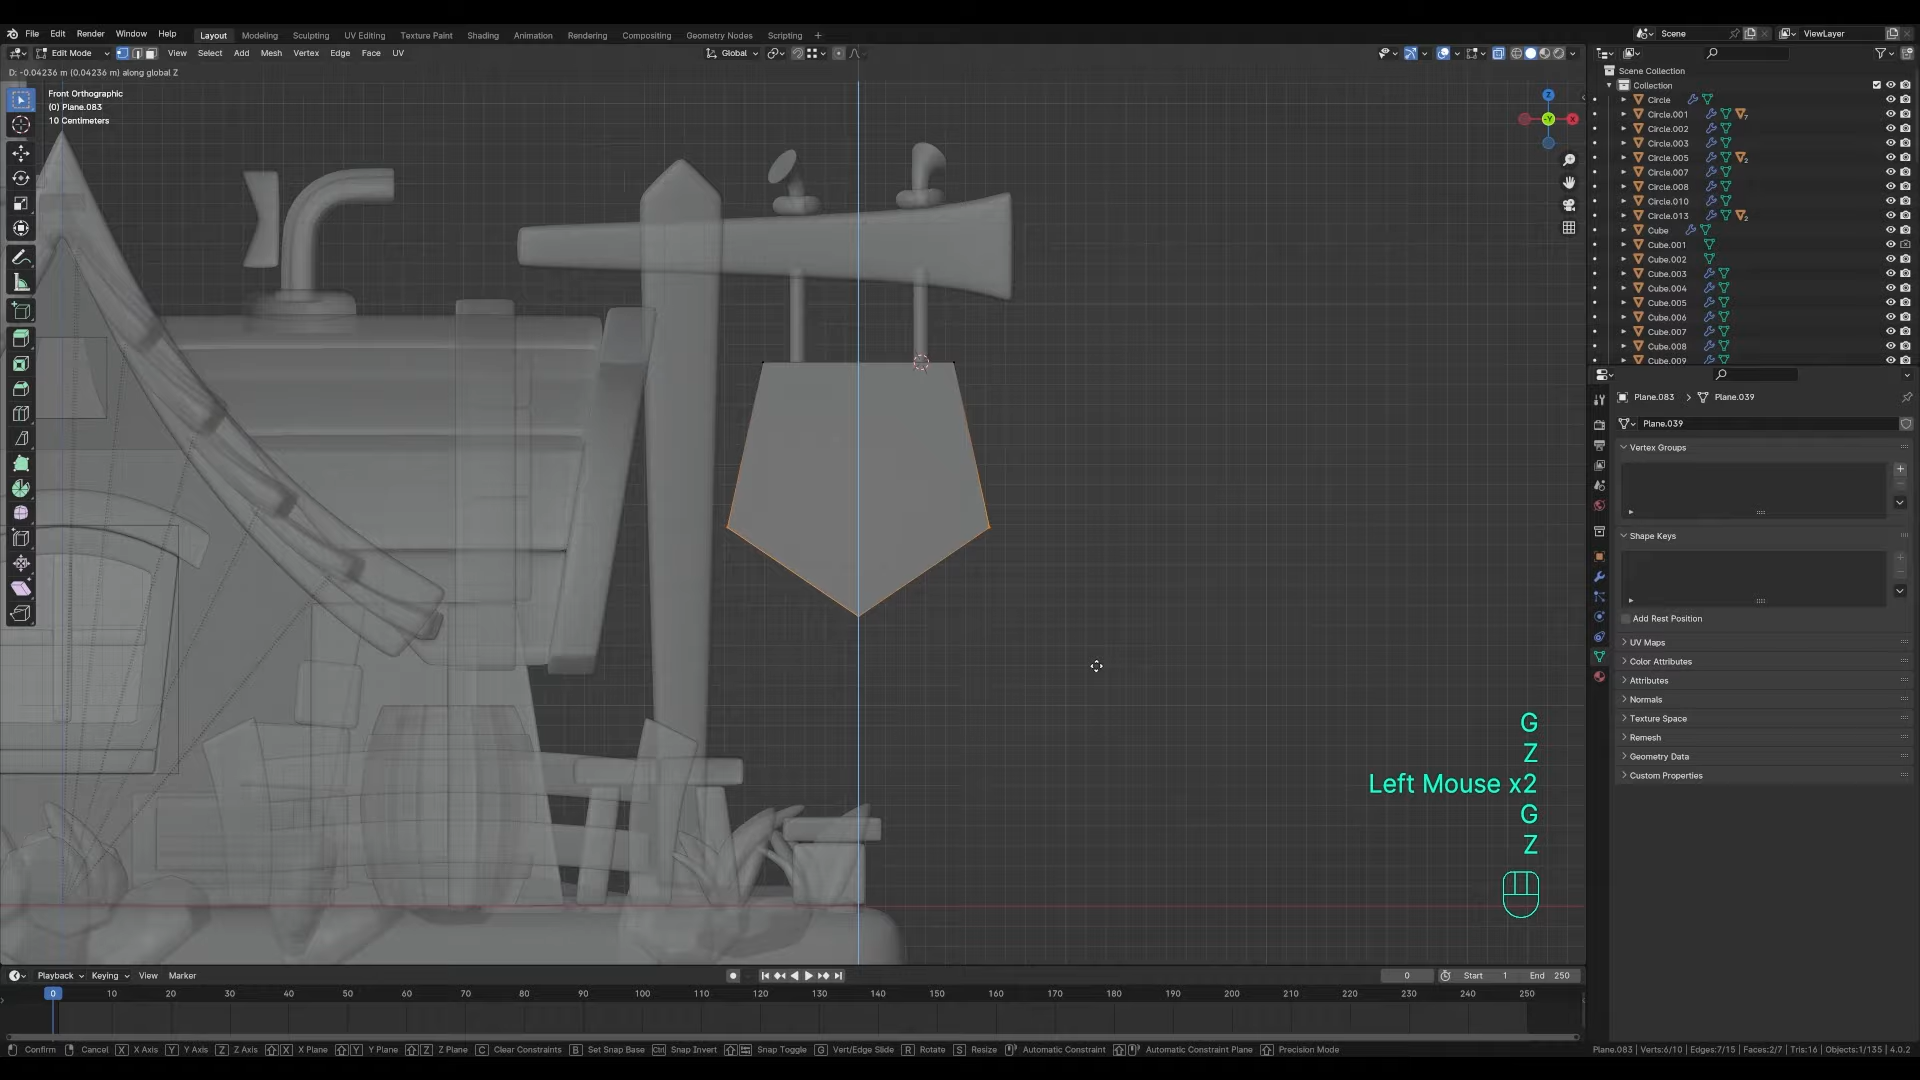 File Edit Render Window Help Layout Modeling Sculpting UV Editing Texture Paint Shading Animation Rendering Compositing Geometry Nodes Scripting + Scene ViewLayer
Edit Mode View Select Add Mesh Vertex Edge Face UV Global
D: -0.04236 m (0.04236 m) along global Z
Front Orthographic
(0) Plane.083
10 Centimeters
Z
-Y
X
Scene Collection
Collection
Circle
Circle.001
Circle.002
Circle.003
Circle.005
Circle.007
Circle.008
Circle.010
Circle.013
Cube
Cube.001
Cube.002
Cube.003
Cube.004
Cube.005
Cube.006
Cube.007
Cube.008
Cube.009
Plane.083 > Plane.039
Plane.039
Vertex Groups
Shape Keys
Add Rest Position
UV Maps
Color Attributes
Attributes
Normals
Texture Space
Remesh
Geometry Data
Custom Properties
G
Z
Left Mouse x2
G
Z
Playback Keying View Marker 0 Start 1 End 250
0 10 20 30 40 50 60 70 80 90 100 110 120 130 140 150 160 170 180 190 200 210 220 230 240 250
Confirm Cancel X X Axis Y Y Axis Z Z Axis X X Plane Y Y Plane Z Z Plane C Clear Constraints B Set Snap Base Ctrl Snap Invert Snap Toggle G Vert/Edge Slide R Rotate S Resize Automatic Constraint Automatic Constraint Plane Precision Mode Plane.083 | Verts:6/10 | Edges:7/15 | Faces:2/7 | Tris:16 | Objects:1/135 | 4.0.2